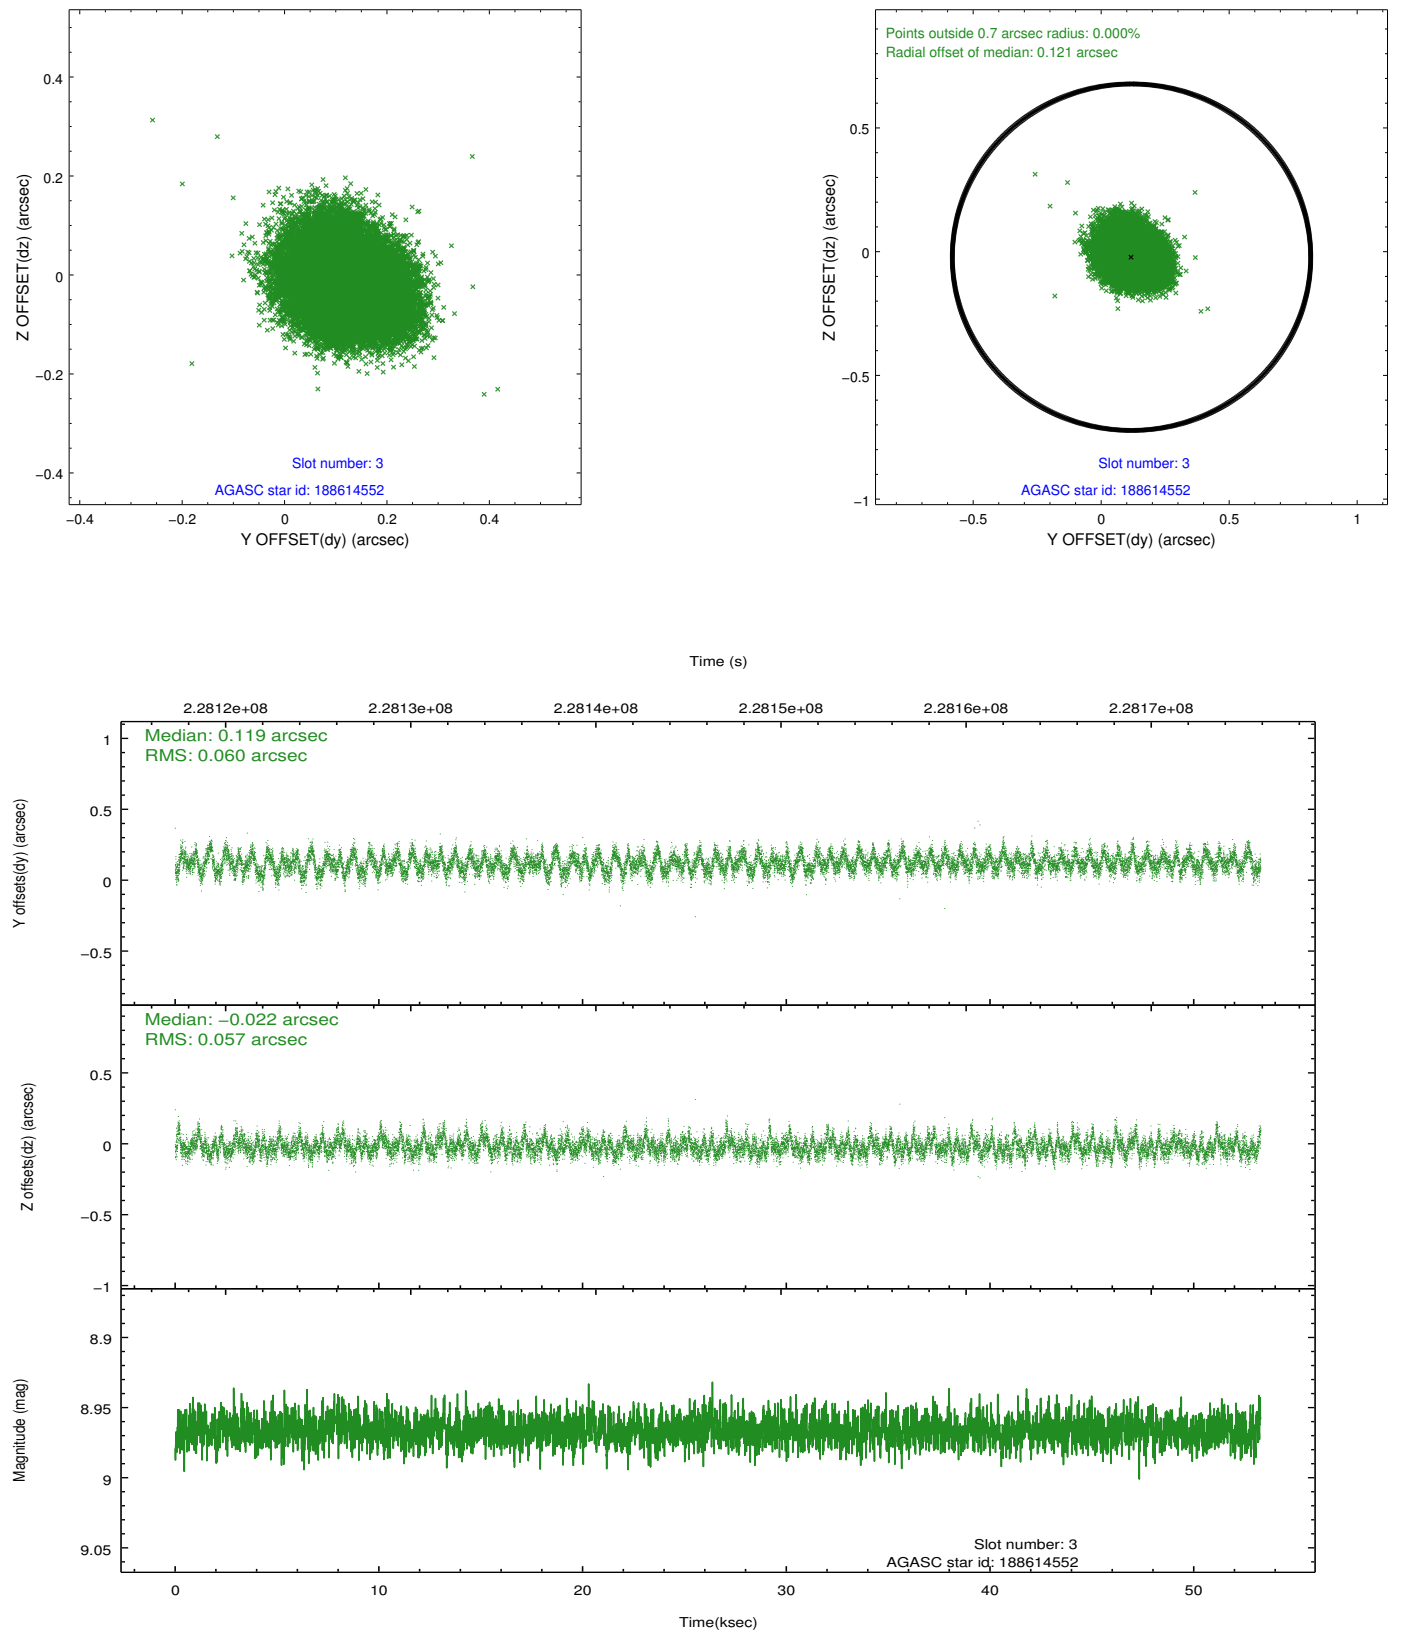 0.4
0.2
0
−0.2
−0.4
Z OFFSET(dz) (arcsec)
Slot number: 3
AGASC star id: 188614552
−0.4 −0.2 0 0.2 0.4
Y OFFSET(dy) (arcsec)
Points outside 0.7 arcsec radius: 0.000%
Radial offset of median: 0.121 arcsec
0.5
0
−0.5
−1
Z OFFSET(dz) (arcsec)
Slot number: 3
AGASC star id: 188614552
−0.5 0 0.5 1
Y OFFSET(dy) (arcsec)
Time (s)
2.2812e+08 2.2813e+08 2.2814e+08 2.2815e+08 2.2816e+08 2.2817e+08
Median: 0.119 arcsec
RMS: 0.060 arcsec
1
0.5
0
−0.5
Y offsets(dy) (arcsec)
Median: −0.022 arcsec
RMS: 0.057 arcsec
0.5
0
−0.5
−1
Z offsets(dz) (arcsec)
8.9
8.95
9
9.05
Magnitude (mag)
Slot number: 3
AGASC star id: 188614552
0 10 20 30 40 50
Time(ksec)